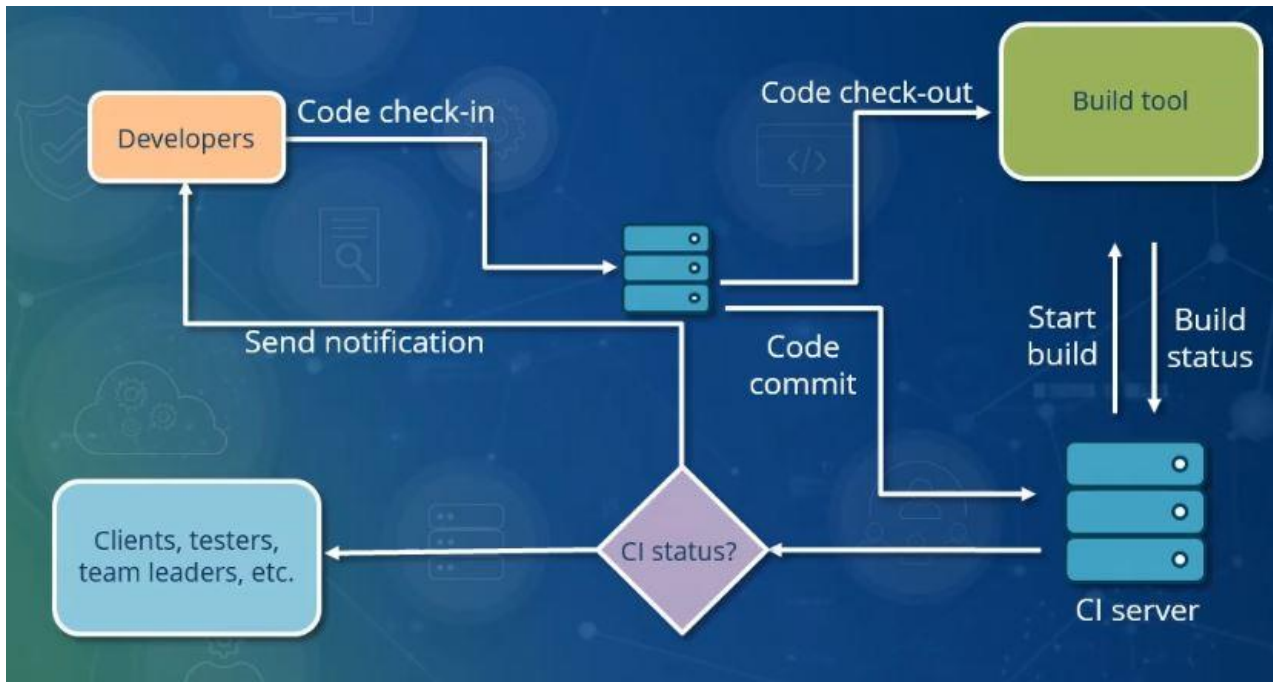 Code check-in
Code check-out
Build tool
Developers
Send notification
Code
commit
Start
build
Build
status
Clients, testers,
team leaders, etc.
CI status?
CI server